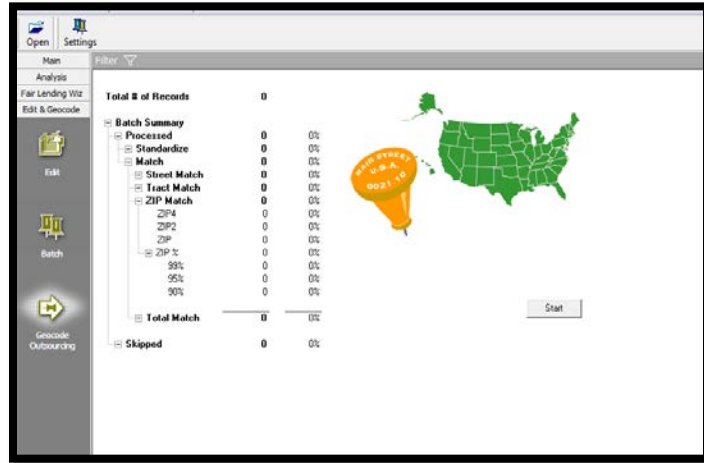 Open Settings
Main
Analysis
Fair Lending Wiz
Edit & Geocode
Edit
Batch
Geocode
Outsourcing
Filter
Total # of Records 0
Batch Summary
Processed 0 0%
Standardize 0 0%
Match 0 0%
Street Match 0 0%
Tract Match 0 0%
ZIP Match 0 0%
ZIP4 0 0%
ZIP2 0 0%
ZIP 0 0%
ZIP % 0 0%
99% 0 0%
95% 0 0%
90% 0 0%
Total Match 0 0%
Skipped 0 0%
MAIN STREET
U.S.A.
0021.10
Start